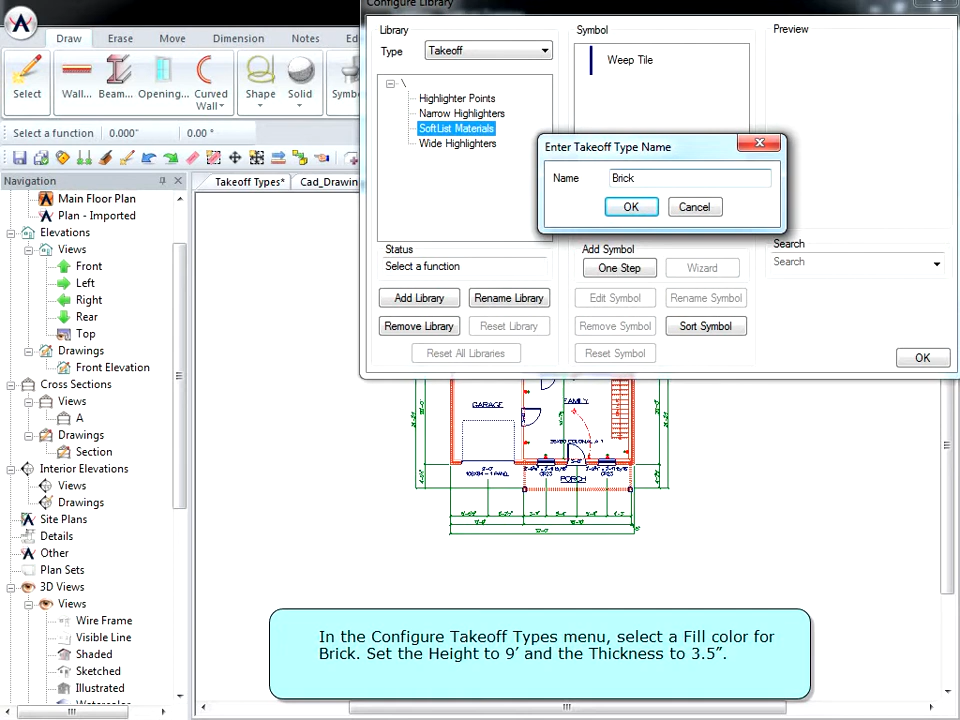 Configure Library
Draw Erase Move Dimension Notes
Library
Type Takeoff
Symbol
Preview
Select Wall... Beam... Opening... Curved Wall Shape Solid
Weep Tile
\
Highlighter Points
Narrow Highlighters
SoftList Materials
Wide Highlighters
Select a function 0.000" 0.00 °
Enter Takeoff Type Name
Name Brick
OK Cancel
Navigation
Takeoff Types*
Main Floor Plan
Plan - Imported
Elevations
Views
Front
Left
Right
Rear
Top
Drawings
Front Elevation
Cross Sections
Views
A
Drawings
Section
Interior Elevations
Views
Drawings
Site Plans
Details
Other
Plan Sets
3D Views
Views
Wire Frame
Visible Line
Shaded
Sketched
Illustrated
Status
Select a function
Add Library Rename Library
Remove Library Reset Library
Reset All Libraries
Add Symbol
One Step Wizard
Edit Symbol Rename Symbol
Remove Symbol Sort Symbol
Reset Symbol
Search
Search
OK
GARAGE
FAMILY
PORCH
In the Configure Takeoff Types menu, select a Fill color for
Brick. Set the Height to 9’ and the Thickness to 3.5”.